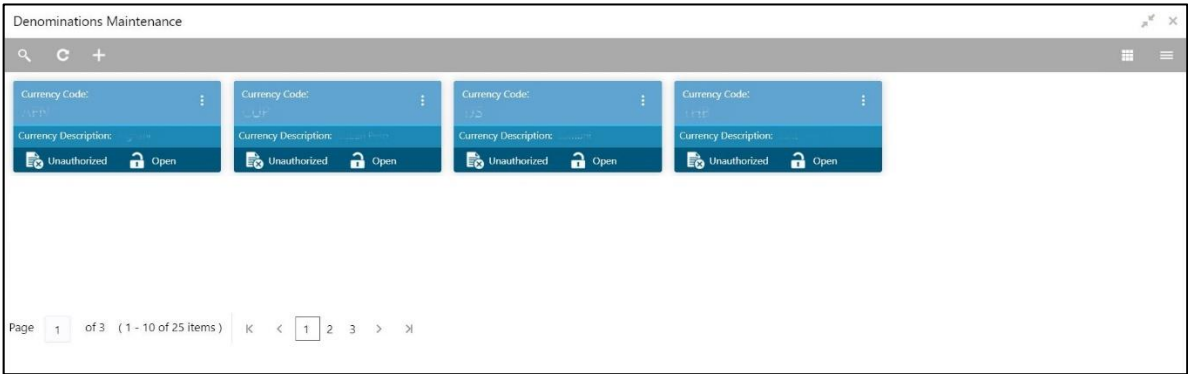 Denominations Maintenance
Currency Code: Currency Code: Currency Code: Currency Code:
Currency Description: Currency Description: Currency Description: Currency Description:
Unauthorized Open Unauthorized Open Unauthorized Open Unauthorized Open
Page 1 of 3 ( 1 - 10 of 25 items ) 1 2 3